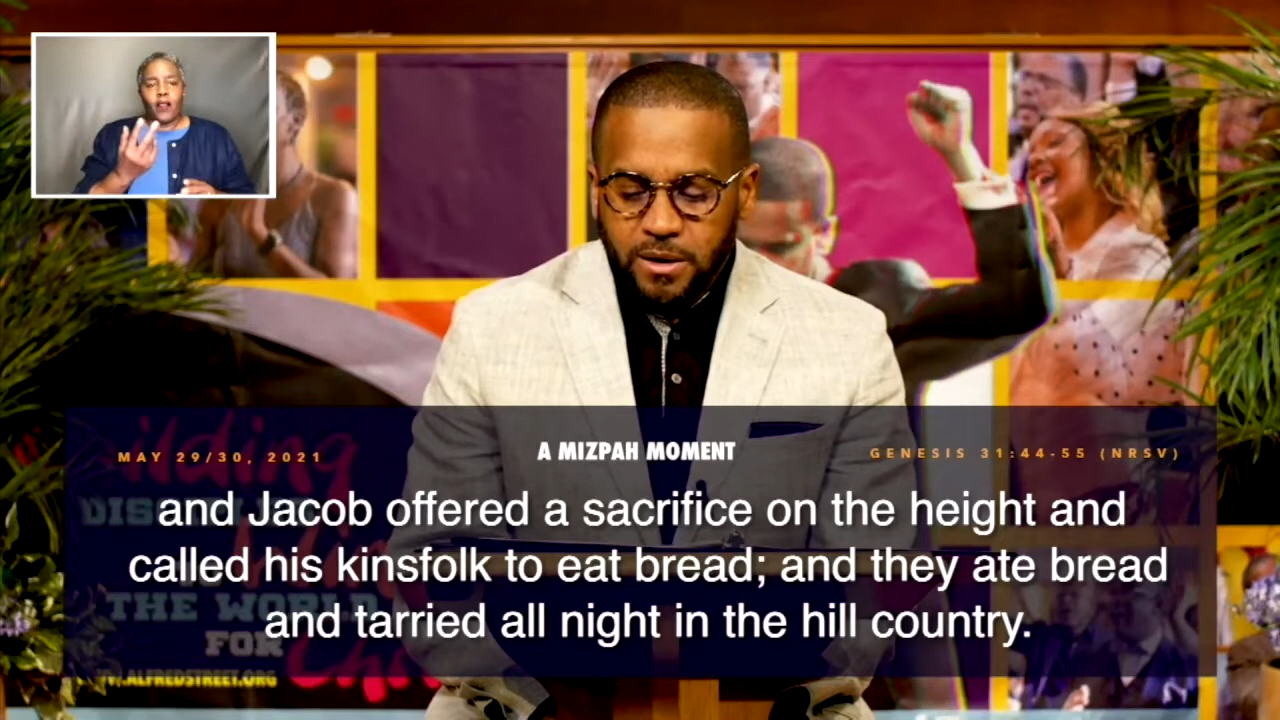 MAY 29/30, 2021
A MIZPAH MOMENT
GENESIS 31:44-55 (NRSV)
and Jacob offered a sacrifice on the height and
called his kinsfolk to eat bread; and they ate bread
and tarried all night in the hill country.
THE WORLD
FOR
.ALFREDSTREET.ORG